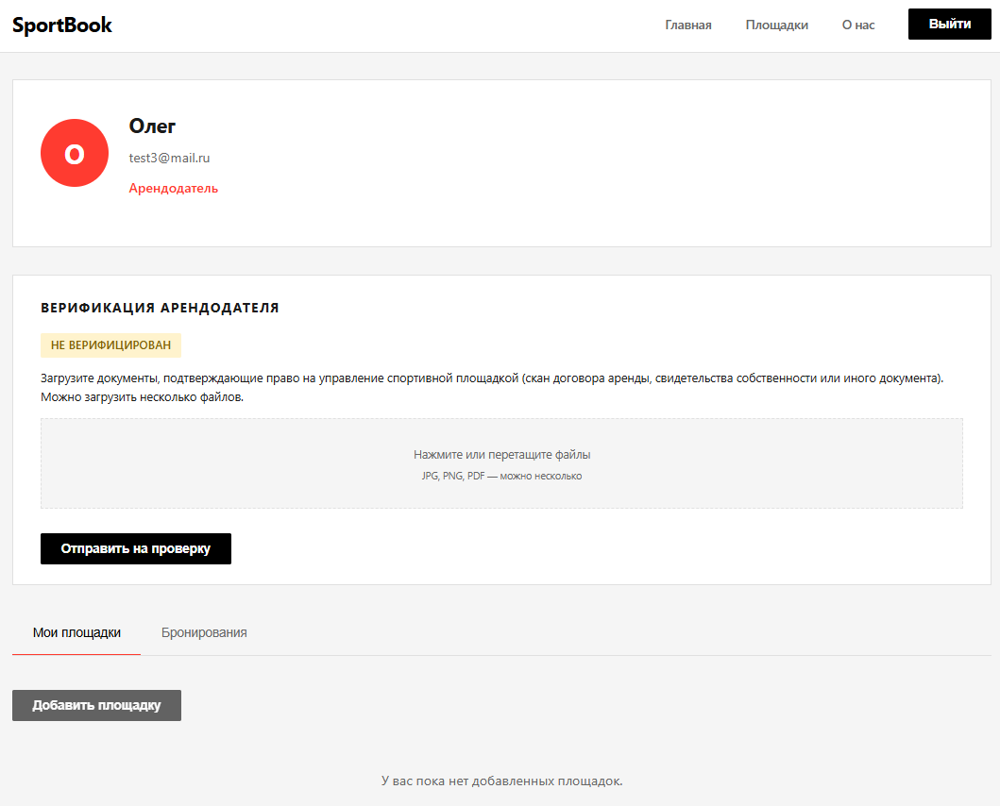 SportBook
Главная
Площадки
О нас
Выйти
О
Олег
test3@mail.ru
Арендодатель
ВЕРИФИКАЦИЯ АРЕНДОДАТЕЛЯ
НЕ ВЕРИФИЦИРОВАН
Загрузите документы, подтверждающие право на управление спортивной площадкой (скан договора аренды, свидетельства собственности или иного документа).
Можно загрузить несколько файлов.
Нажмите или перетащите файлы
JPG, PNG, PDF — можно несколько
Отправить на проверку
Мои площадки
Бронирования
Добавить площадку
У вас пока нет добавленных площадок.